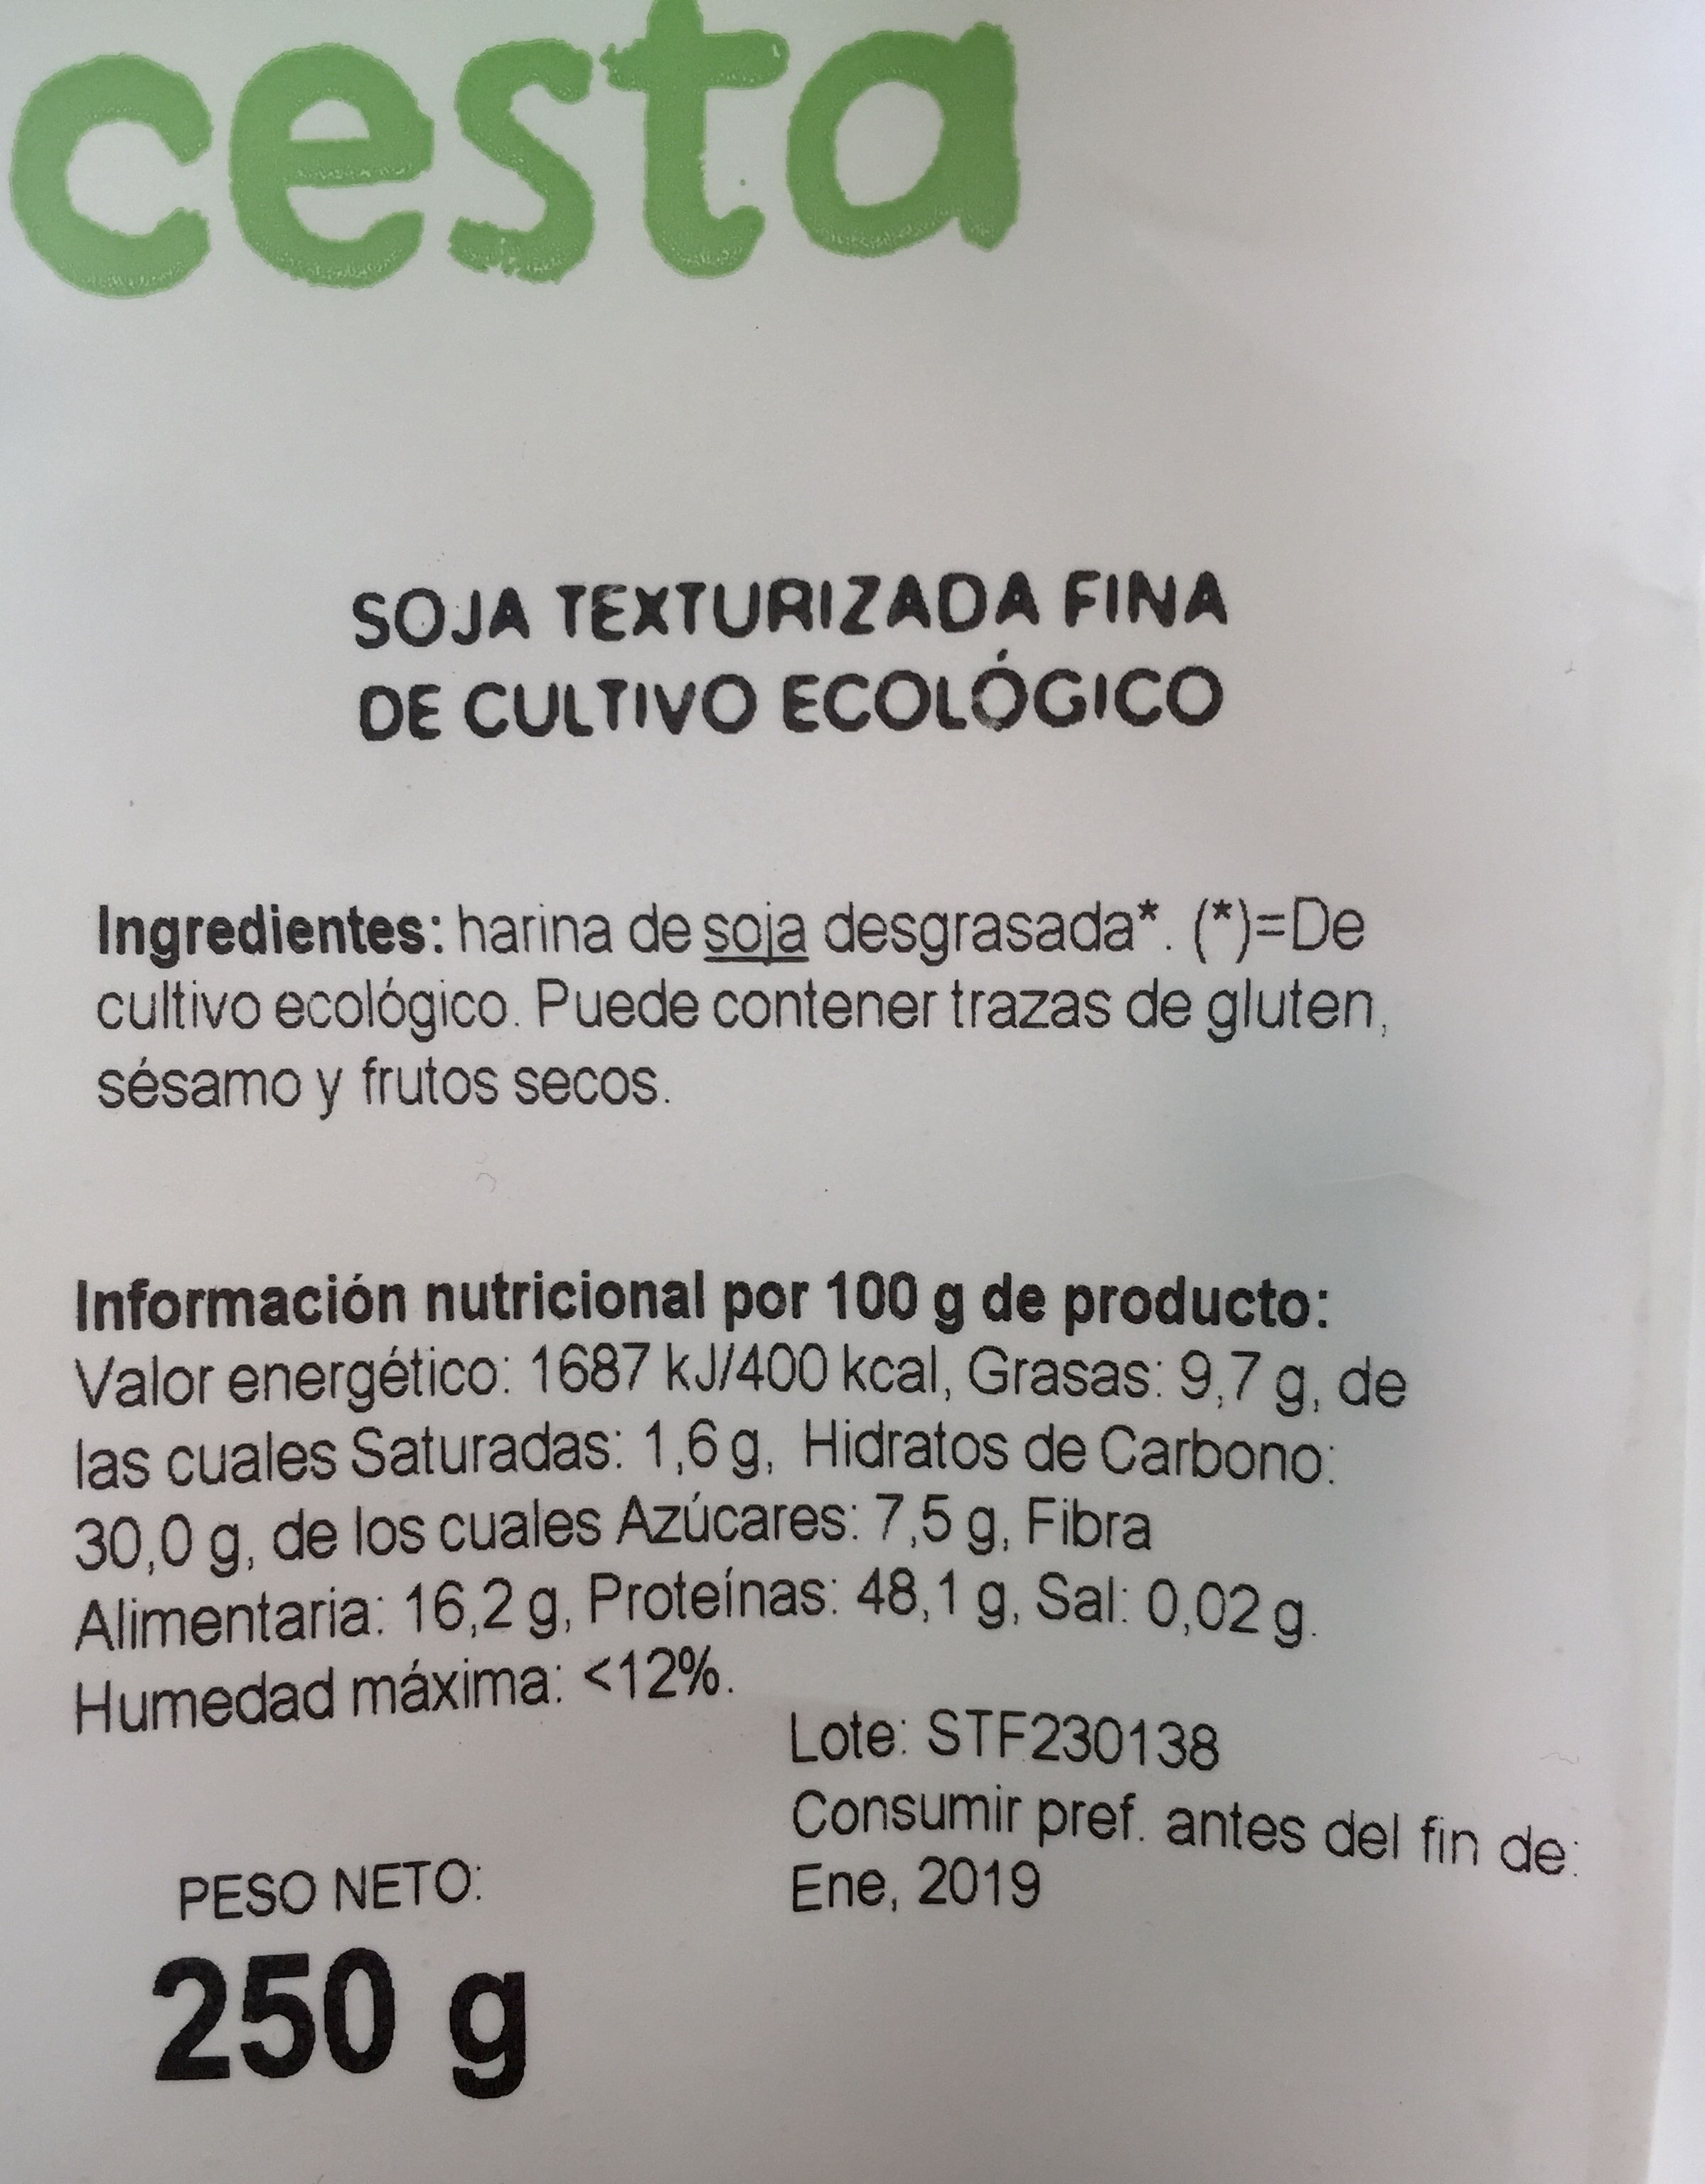 cesta
SOJA TEXTURIZADA FINA
DE CULTIVO ECOLÓGICO
Ingredientes: harina de soja desgrasada*. (*)=De
cultivo ecológico. Puede contener trazas de gluten,
sésamo y frutos secos.
Información nutricional por 100 g de producto:
Valor energético: 1687 kJ/400 kcal, Grasas: 9,7 g, de
las cuales Saturadas: 1,6 g, Hidratos de Carbono:
30,0 g, de los cuales Azúcares: 7,5 g, Fibra
Alimentaria: 16,2 g, Proteínas: 48,1 g, Sal: 0,02 g.
Humedad máxima: <12%.
Lote: STF230138
Consumir pref. antes del fin de:
Ene, 2019
PESO NETO:
250 g